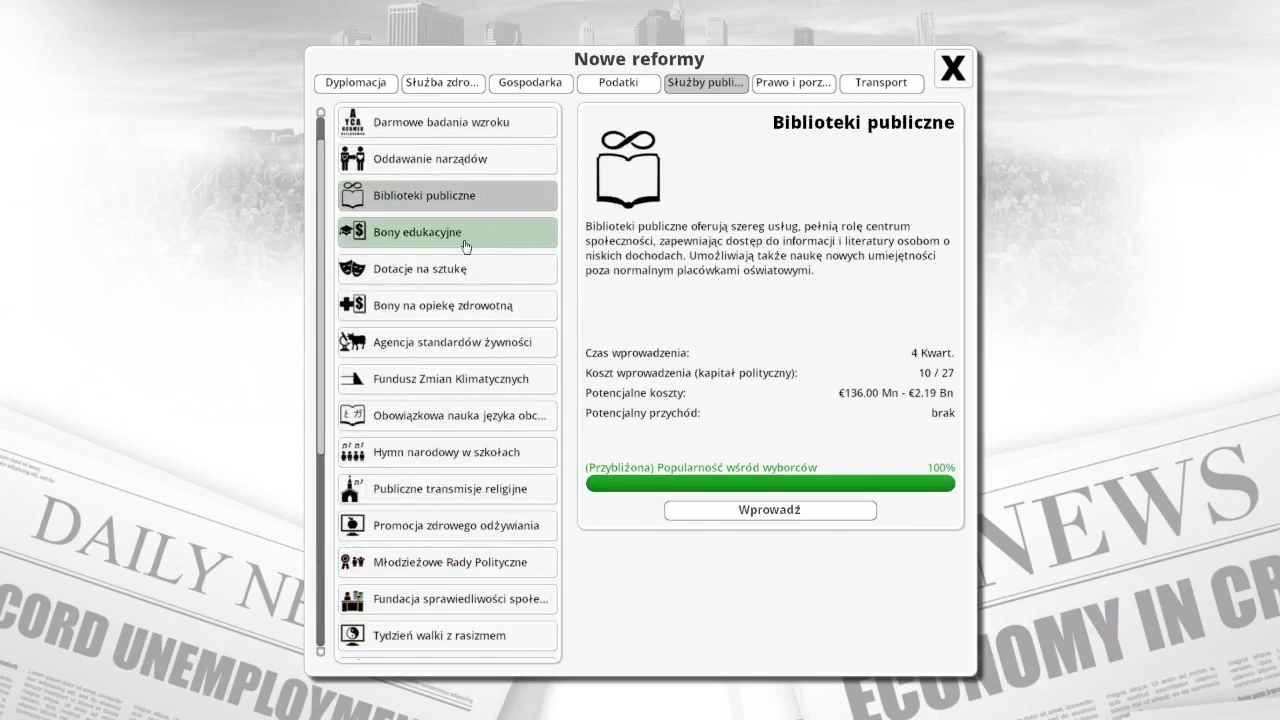 Nowe reformy
X
Dyplomacja
Służba zdro...
Gospodarka
Podatki
Służby publi...
Prawo i porz...
Transport
Darmowe badania wzroku
Oddawanie narządów
Biblioteki publiczne
Bony edukacyjne
Dotacje na sztukę
Bony na opiekę zdrowotną
Agencja standardów żywności
Fundusz Zmian Klimatycznych
Obowiązkowa nauka języka obc...
Hymn narodowy w szkołach
Publiczne transmisje religijne
Promocja zdrowego odżywiania
Młodzieżowe Rady Polityczne
Fundacja sprawiedliwości społe...
Tydzień walki z rasizmem
Biblioteki publiczne
Biblioteki publiczne oferują szereg usług, pełnią rolę centrum
społeczności, zapewniając dostęp do informacji i literatury osobom o
niskich dochodach. Umożliwiają także naukę nowych umiejętności
poza normalnym placówkami oświatowymi.
Czas wprowadzenia: 4 Kwart.
Koszt wprowadzenia (kapitał polityczny): 10 / 27
Potencjalne koszty: €136.00 Mn - €2.19 Bn
Potencjalny przychód: brak
(Przybliżona) Popularność wśród wyborców 100%
Wprowadź
DAILY NE
CORD UNEMPLOYM
NEWS
ECONOMY IN CR